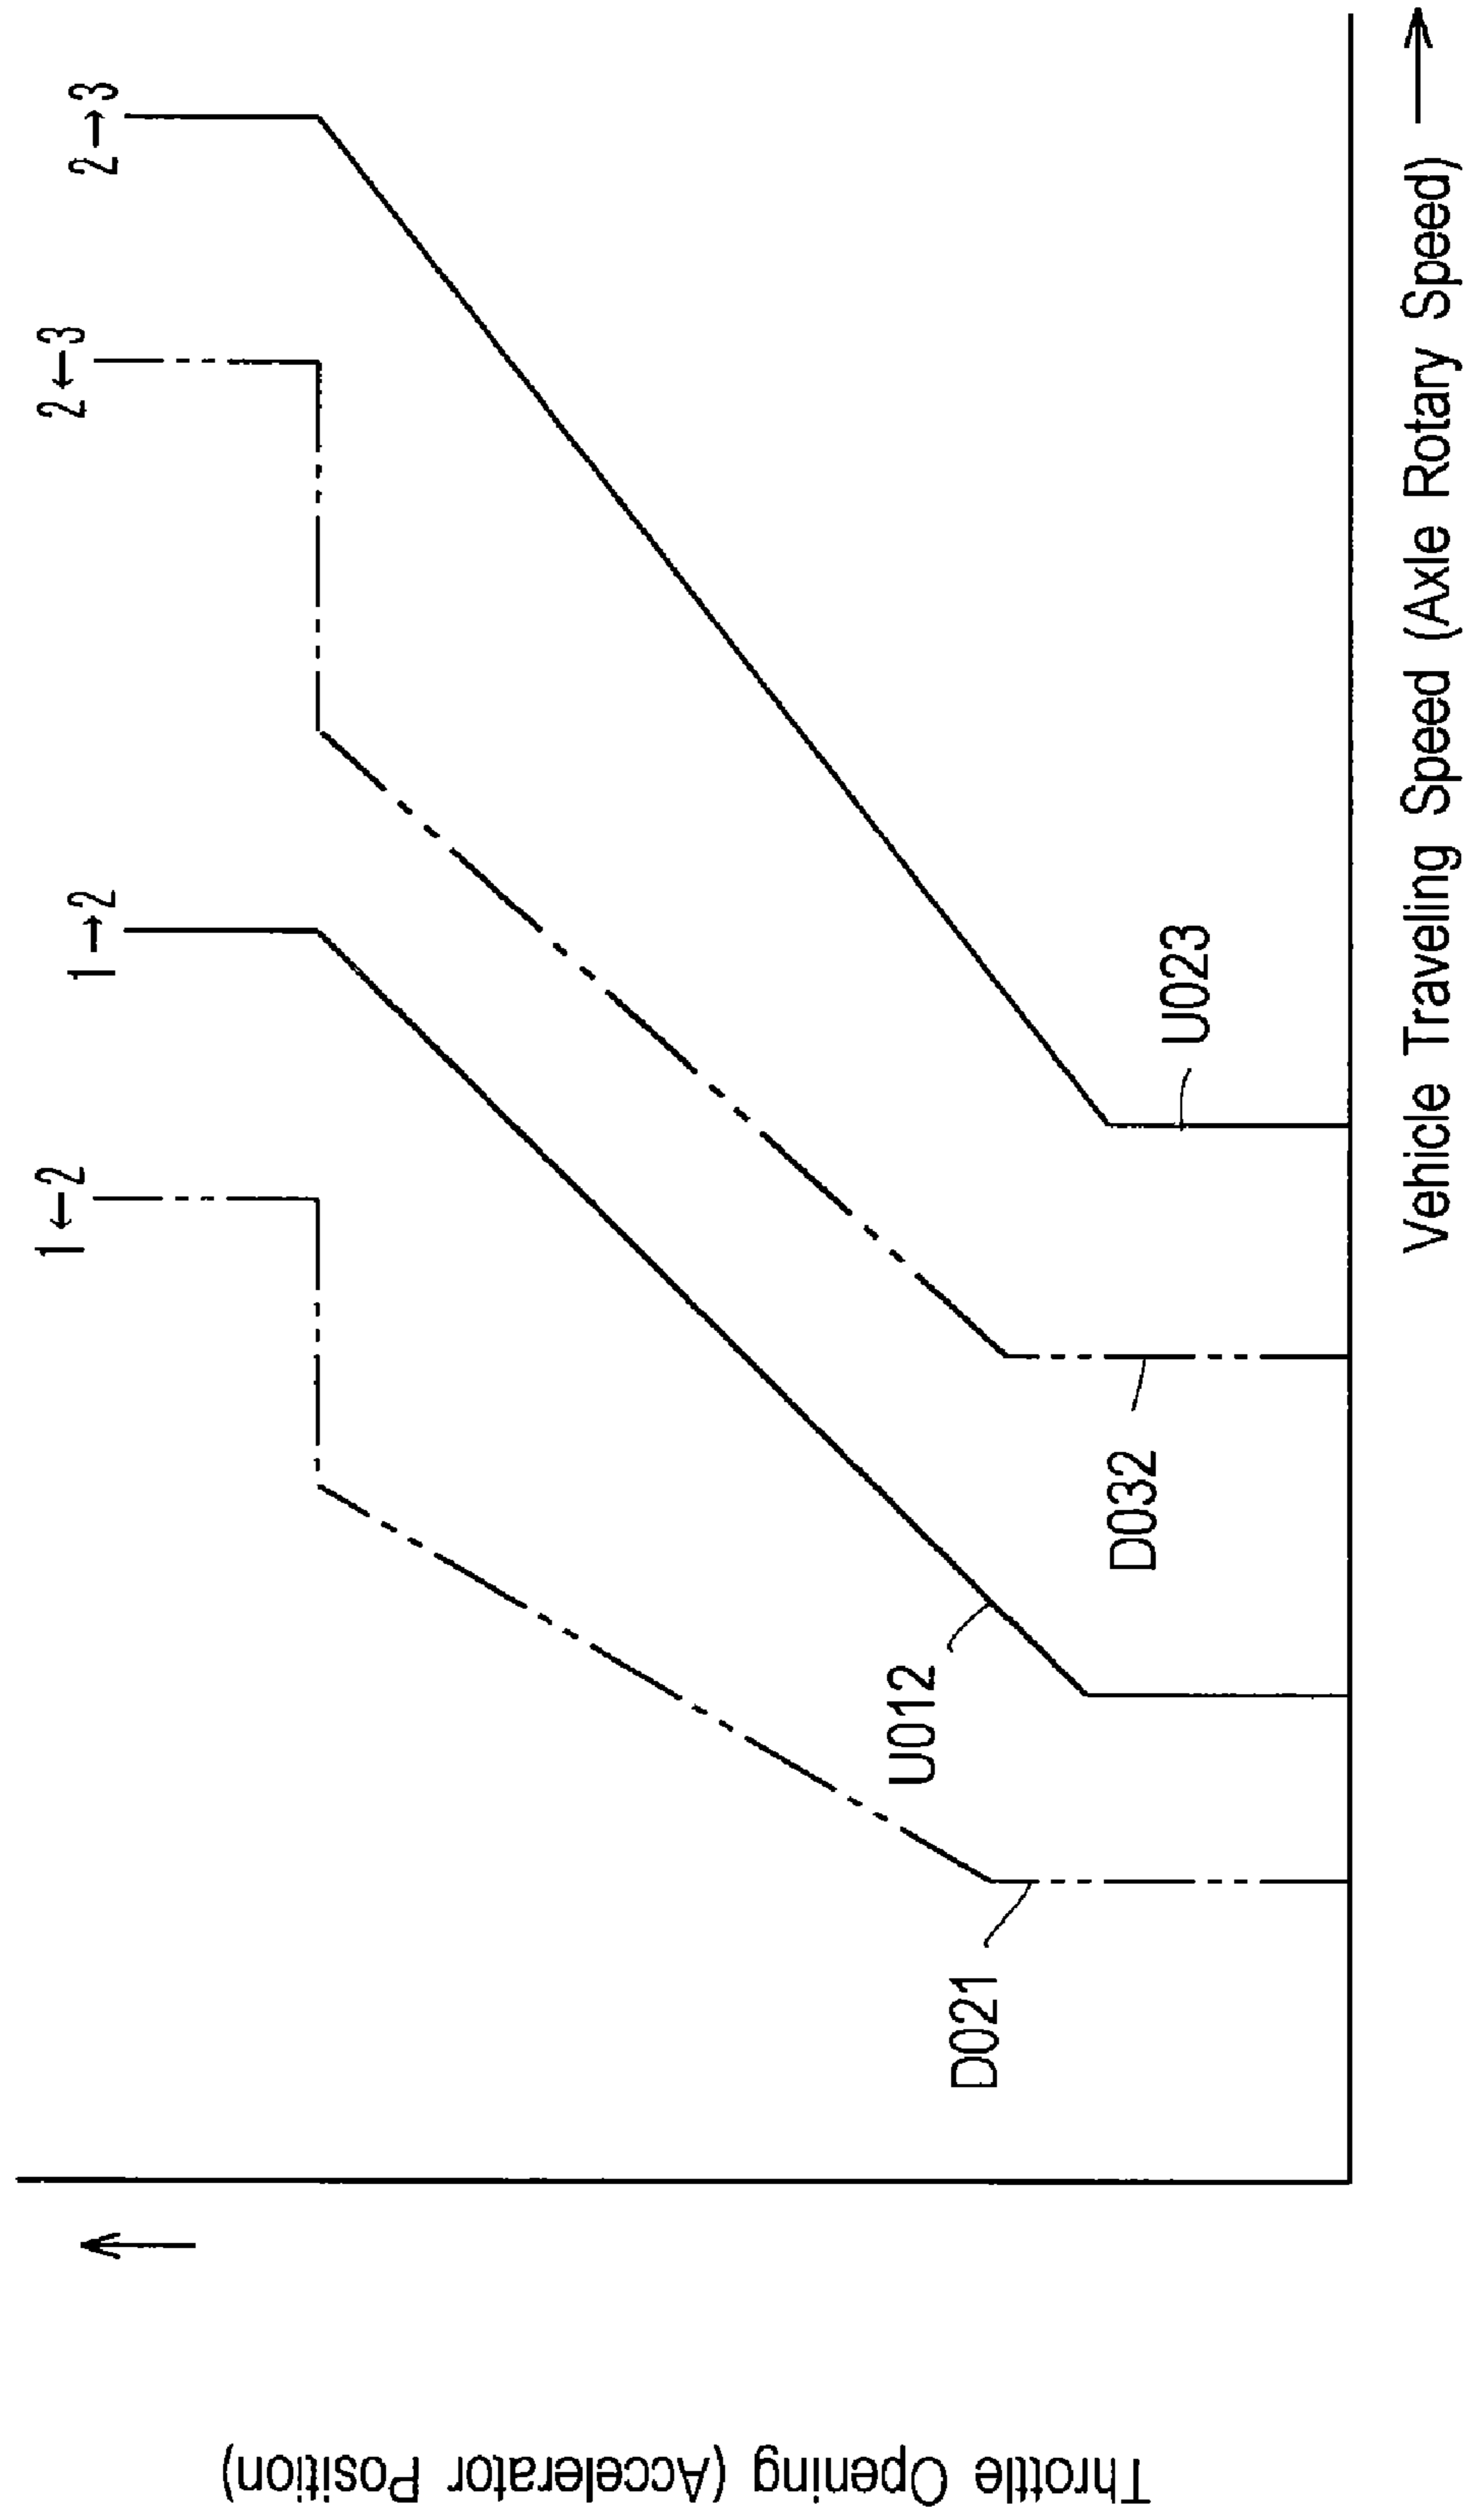 1←2
1→2
2←3
2→3
D021
U012
D032
U023
Throttle Opening (Accelerator Position)
Vehicle Traveling Speed (Axle Rotary Speed)